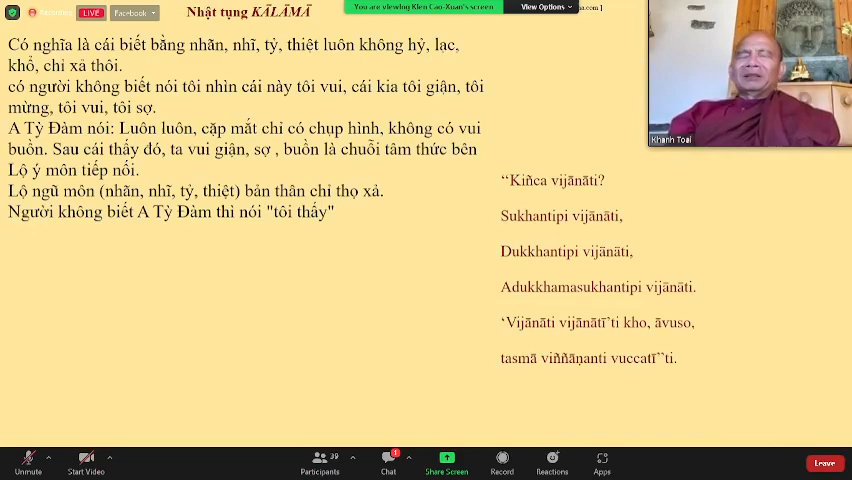 Nhật tụng KĀLĀMĀ
You are viewing Kien Cao-Xuan's screen
View Options
a.com ]
LIVE
Facebook
Có nghĩa là cái biết bằng nhãn, nhĩ, tỷ, thiệt luôn không hỷ, lạc,
khổ, chỉ xả thôi.
có người không biết nói tôi nhìn cái này tôi vui, cái kia tôi giận, tôi
mừng, tôi vui, tôi sợ.
A Tỳ Đàm nói: Luôn luôn, cặp mắt chỉ có chụp hình, không có vui
buồn. Sau cái thấy đó, ta vui giận, sợ , buồn là chuỗi tâm thức bên
Lộ ý môn tiếp nối.
Lộ ngũ môn (nhãn, nhĩ, tỷ, thiệt) bản thân chỉ thọ xả.
Người không biết A Tỳ Đàm thì nói "tôi thấy"
Khanh Toai
“Kiñca vijānāti?
Sukhantipi vijānāti,
Dukkhantipi vijānāti,
Adukkhamasukhantipi vijānāti.
‘Vijānāti vijānātī’ti kho, āvuso,
tasmā viññāṇanti vuccatī’’ti.
Unmute
Start Video
Participants
39
Chat
1
Share Screen
Record
Reactions
Apps
Leave